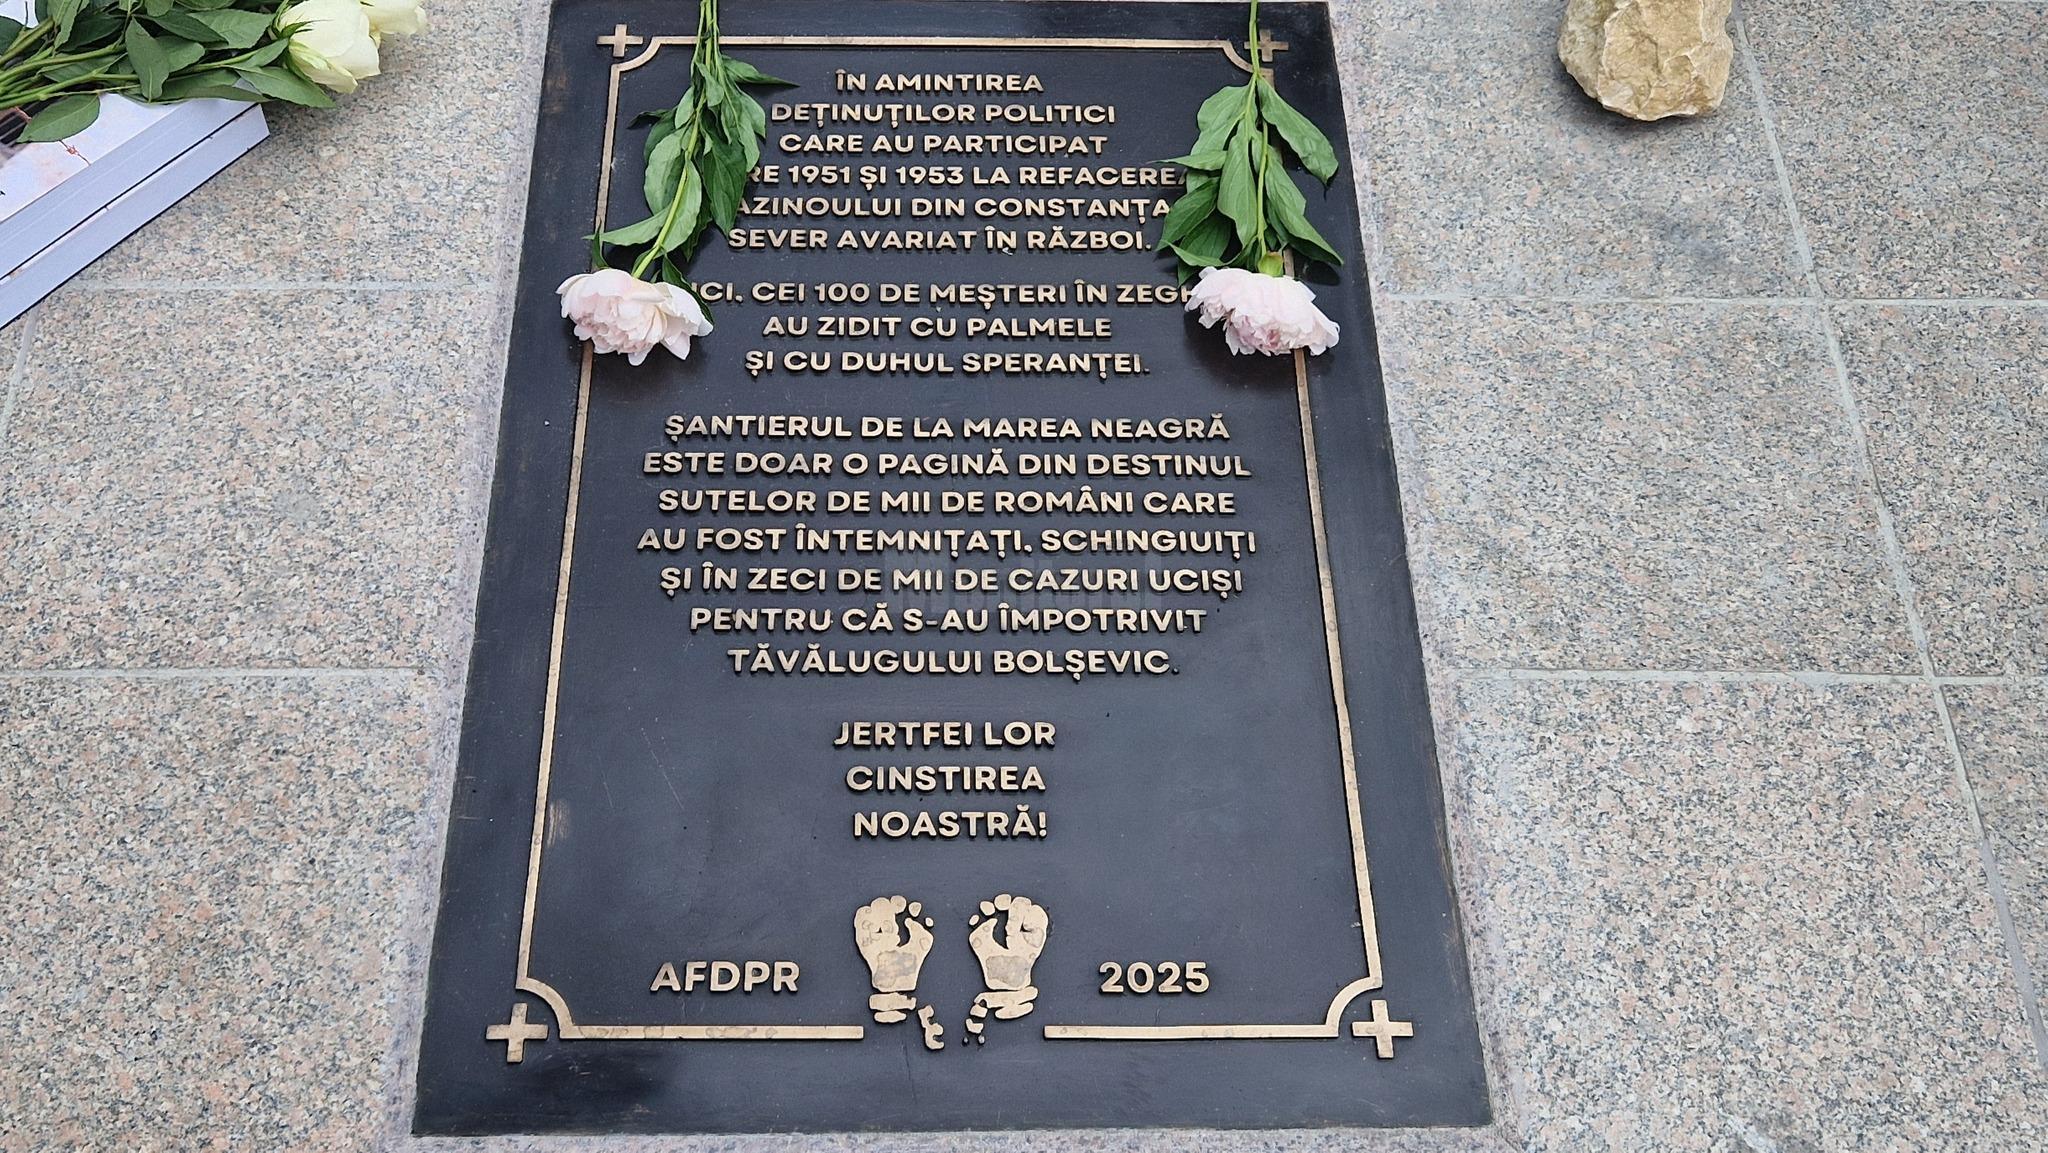 ÎN AMINTIREA
DEȚINUȚILOR POLITICI
CARE AU PARTICIPAT
1951 ȘI 1953 LA REFACEREA
DIN CONSTANȚA
SEVER AVARIAT ÎN RĂZBOI.
CEI 100 DE MEȘTERI ÎN
AU ZIDIT CU PALMELE
ȘI CU DUHUL SPERANȚEI.
ȘANTIERUL DE LA MAREA NEAGRĂ
ESTE DOAR O PAGINĂ DIN DESTINUL
SUTELOR DE MII DE ROMÂNI CARE
AU FOST ÎNTEMNIȚAȚI, SCHINGIUIȚI
ȘI ÎN ZECI DE MII DE CAZURI UCIȘI
PENTRU CĂ S-AU ÎMPOTRIVIT
TĂVĂLUGULUI BOLȘEVIC.
JERTFEI LOR
CINSTIREA
NOASTRĂ!
AFDPR 2025